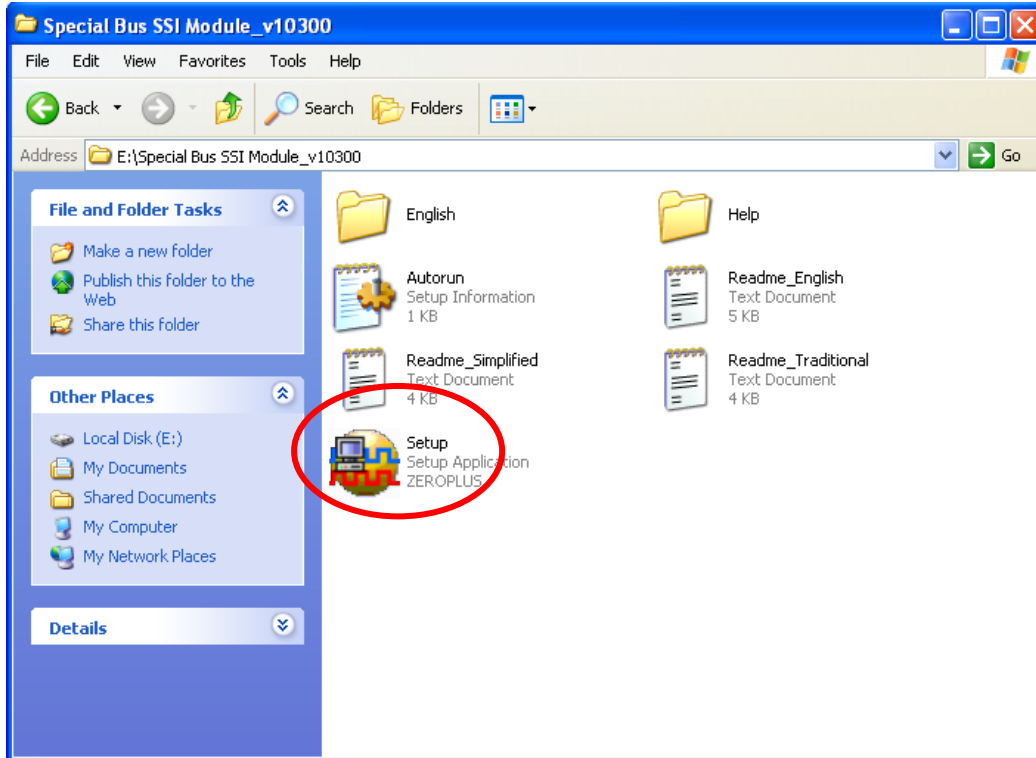 Special Bus SSI Module_v10300
File Edit View Favorites Tools Help
Back Search Folders
Address E:\Special Bus SSI Module_v10300 Go
File and Folder Tasks
Make a new folder
Publish this folder to the
Web
Share this folder
Other Places
Local Disk (E:)
My Documents
Shared Documents
My Computer
My Network Places
Details
English
Help
Autorun
Setup Information
1 KB
Readme_English
Text Document
5 KB
Readme_Simplified
Text Document
4 KB
Readme_Traditional
Text Document
4 KB
Setup
Setup Application
ZEROPLUS